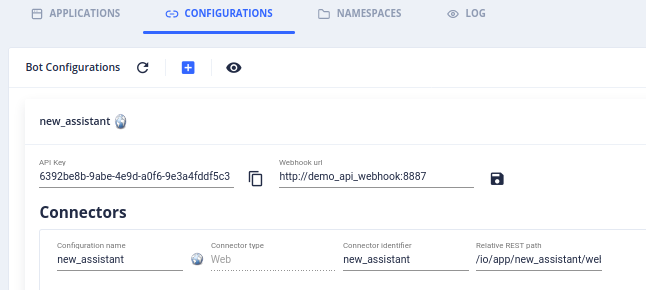 APPLICATIONS CONFIGURATIONS NAMESPACES LOG
Bot Configurations
new_assistant
API Key Webhook url
6392be8b-9abe-4e9d-a0f6-9e3a4fddf5c3 http://demo_api_webhook:8887
Connectors
Configuration name Connector type Connector identifier Relative REST path
new_assistant Web new_assistant /io/app/new_assistant/wel